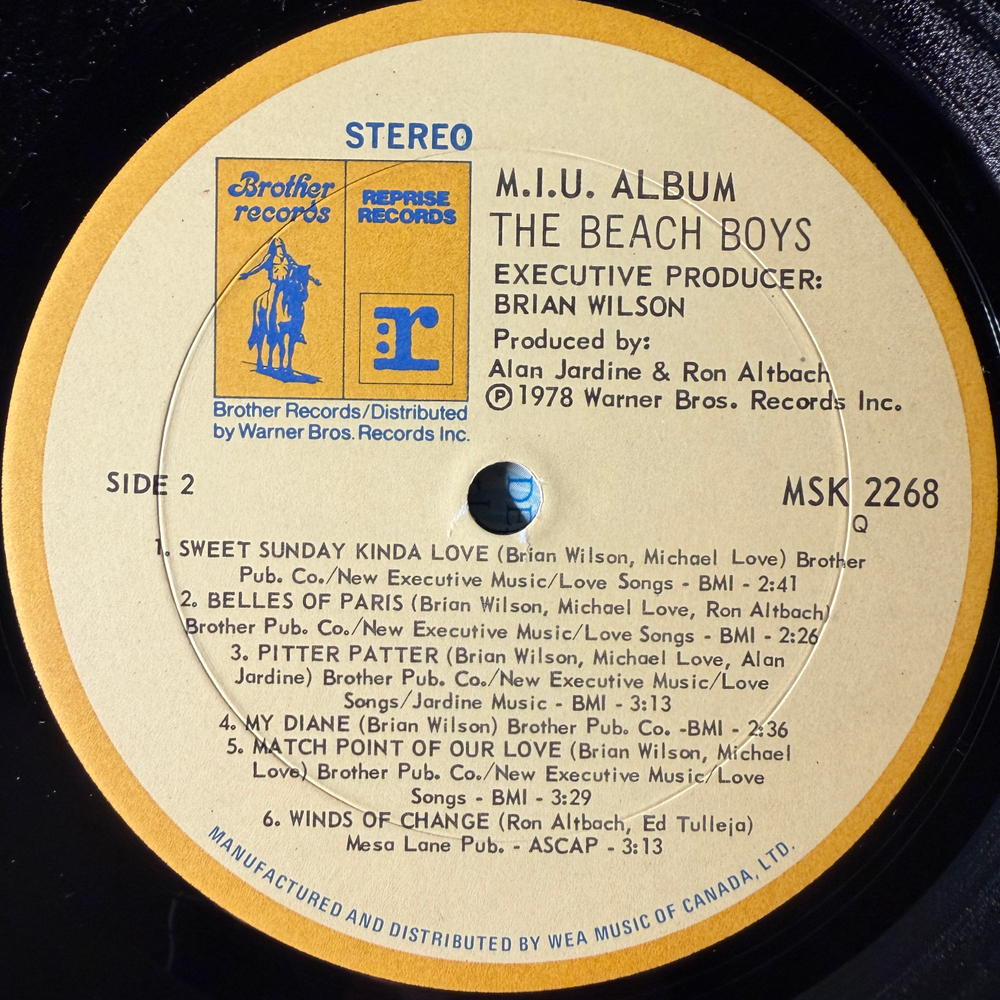 STEREO
Brother
records
REPRISE
RECORDS
r
Brother Records/Distributed
by Warner Bros. Records Inc.
M.I.U. ALBUM
THE BEACH BOYS
EXECUTIVE PRODUCER:
BRIAN WILSON
Produced by:
Alan Jardine & Ron Altbach
Ⓟ 1978 Warner Bros. Records Inc.
SIDE 2
MSK 2268
Q
1. SWEET SUNDAY KINDA LOVE (Brian Wilson, Michael Love) Brother
Pub. Co./New Executive Music/Love Songs - BMI - 2:41
2. BELLES OF PARIS (Brian Wilson, Michael Love, Ron Altbach)
Brother Pub. Co./New Executive Music/Love Songs - BMI - 2:26
3. PITTER PATTER (Brian Wilson, Michael Love, Alan
Jardine) Brother Pub. Co./New Executive Music/Love
Songs/Jardine Music - BMI - 3:13
4. MY DIANE (Brian Wilson) Brother Pub. Co. -BMI - 2:36
5. MATCH POINT OF OUR LOVE (Brian Wilson, Michael
Love) Brother Pub. Co./New Executive Music/Love
Songs - BMI - 3:29
6. WINDS OF CHANGE (Ron Altbach, Ed Tulleja)
Mesa Lane Pub. - ASCAP - 3:13
MANUFACTURED AND DISTRIBUTED BY WEA MUSIC OF CANADA, LTD.